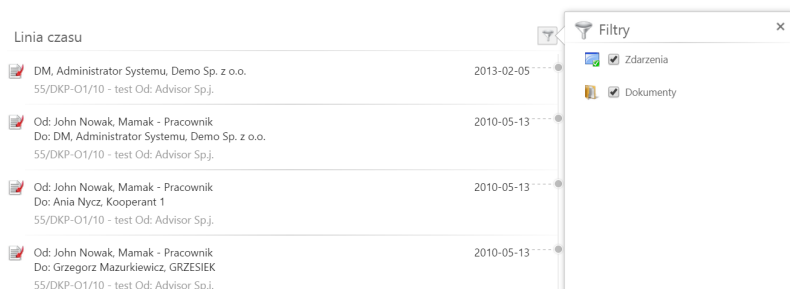 Linia czasu
DM, Administrator Systemu, Demo Sp. z o.o.
2013-02-05
55/DKP-O1/10 - test Od: Advisor Sp.j.
Od: John Nowak, Mamak - Pracownik
2010-05-13
Do: DM, Administrator Systemu, Demo Sp. z o.o.
55/DKP-O1/10 - test Od: Advisor Sp.j.
Od: John Nowak, Mamak - Pracownik
2010-05-13
Do: Ania Nycz, Kooperant 1
55/DKP-O1/10 - test Od: Advisor Sp.j.
Od: John Nowak, Mamak - Pracownik
2010-05-13
Do: Grzegorz Mazurkiewicz, GRZESIEK
55/DKP-O1/10 - test Od: Advisor Sp.j.
Filtry
Zdarzenia
Dokumenty